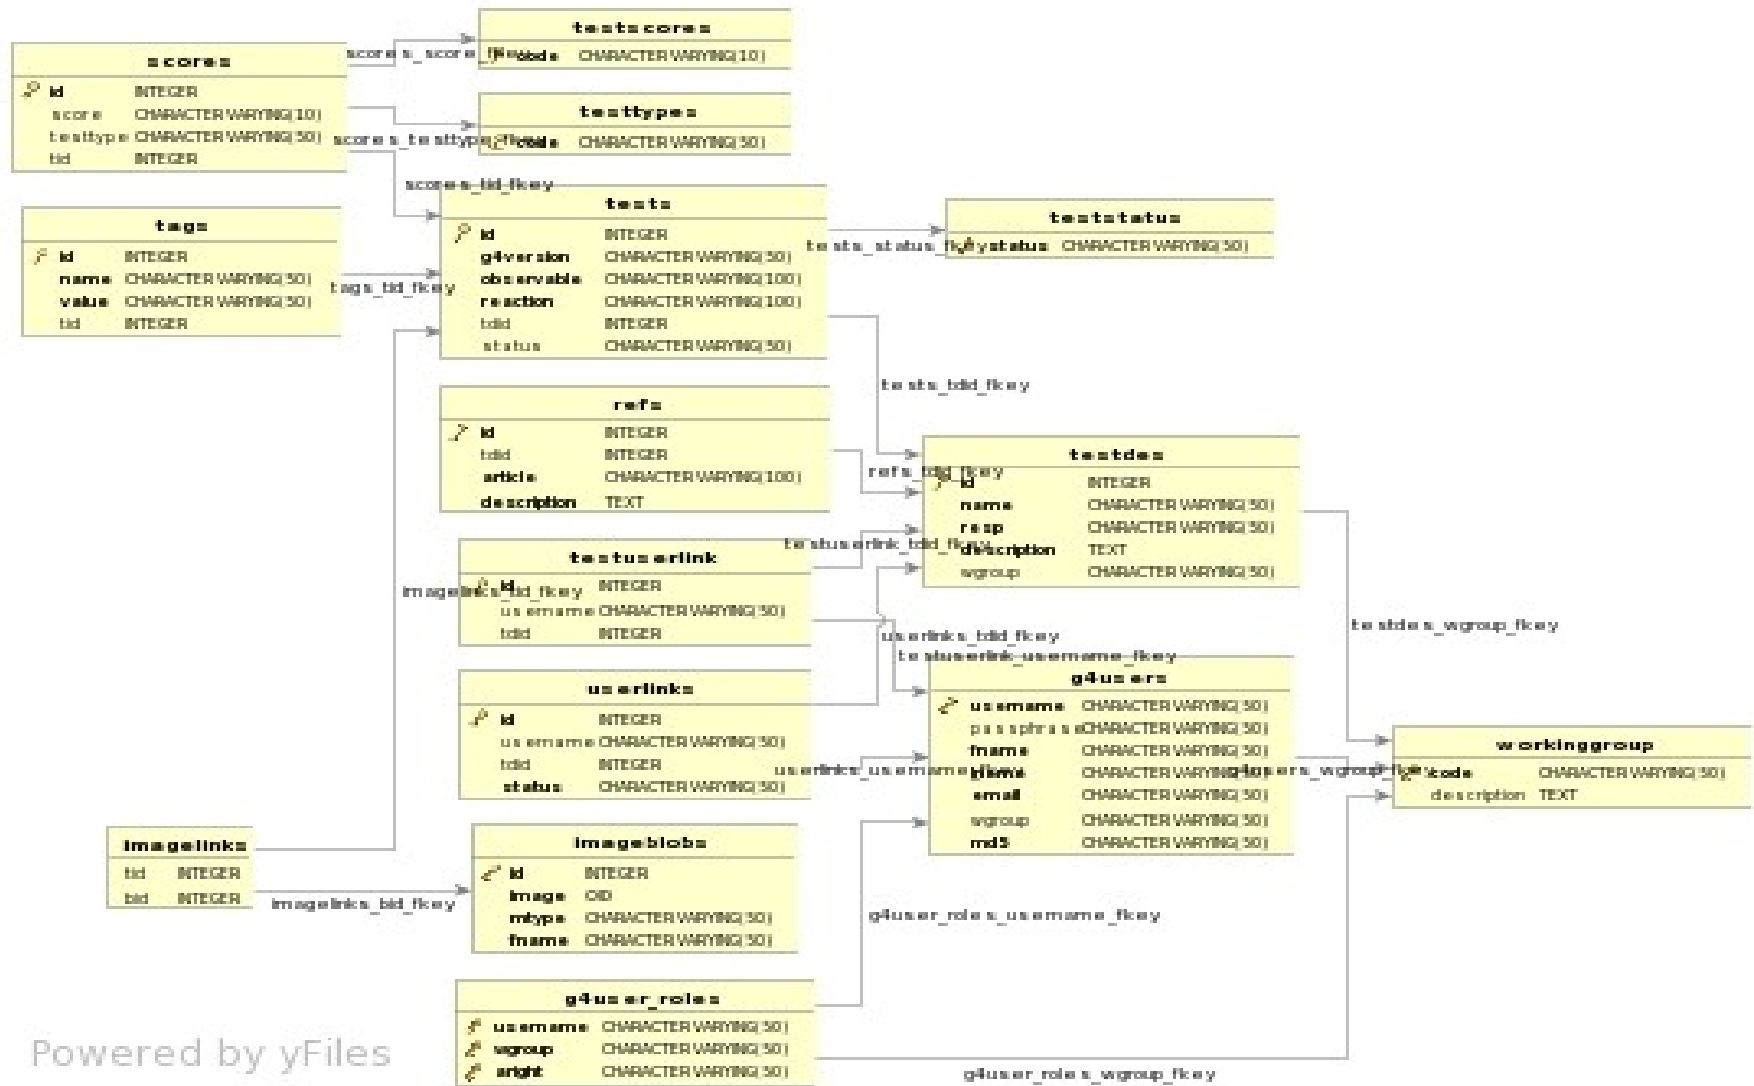 scores
id INTEGER
score CHARACTER VARYING(10)
testtype CHARACTER VARYING(50)
tid INTEGER
scores_score_fkey
testscores
code CHARACTER VARYING(10)
testtypes
code CHARACTER VARYING(50)
scores_testtype_fkey
scores_tid_fkey
tags
id INTEGER
name CHARACTER VARYING(50)
value CHARACTER VARYING(50)
tid INTEGER
tags_tid_fkey
tests
id INTEGER
g4version CHARACTER VARYING(50)
observable CHARACTER VARYING(100)
reaction CHARACTER VARYING(100)
tdid INTEGER
status CHARACTER VARYING(50)
tests_status_fkey
teststatus
status CHARACTER VARYING(50)
tests_tdid_fkey
refs
id INTEGER
tdid INTEGER
article CHARACTER VARYING(100)
description TEXT
refs_tdid_fkey
testdes
id INTEGER
name CHARACTER VARYING(50)
resp CHARACTER VARYING(50)
description TEXT
wgroup CHARACTER VARYING(50)
testuserlink_tdid_fkey
testuserlink
id INTEGER
username CHARACTER VARYING(50)
tdid INTEGER
imagelinks_tid_fkey
userlinks_tdid_fkey
testuserlink_username_fkey
testdes_wgroup_fkey
userlinks
id INTEGER
username CHARACTER VARYING(50)
tdid INTEGER
status CHARACTER VARYING(50)
userlinks_username_fkey
g4users
username CHARACTER VARYING(50)
passphrase CHARACTER VARYING(50)
fname CHARACTER VARYING(50)
CHARACTER VARYING(50)
email CHARACTER VARYING(50)
wgroup CHARACTER VARYING(50)
md5 CHARACTER VARYING(50)
g4users_wgroup_fkey
workinggroup
code CHARACTER VARYING(50)
description TEXT
imagelinks
tid INTEGER
bid INTEGER
imagelinks_bid_fkey
imageblobs
id INTEGER
image OID
mtype CHARACTER VARYING(50)
fname CHARACTER VARYING(50)
g4user_roles_username_fkey
g4user_roles
username CHARACTER VARYING(50)
wgroup CHARACTER VARYING(50)
aright CHARACTER VARYING(50)
g4user_roles_wgroup_fkey
Powered by yFiles